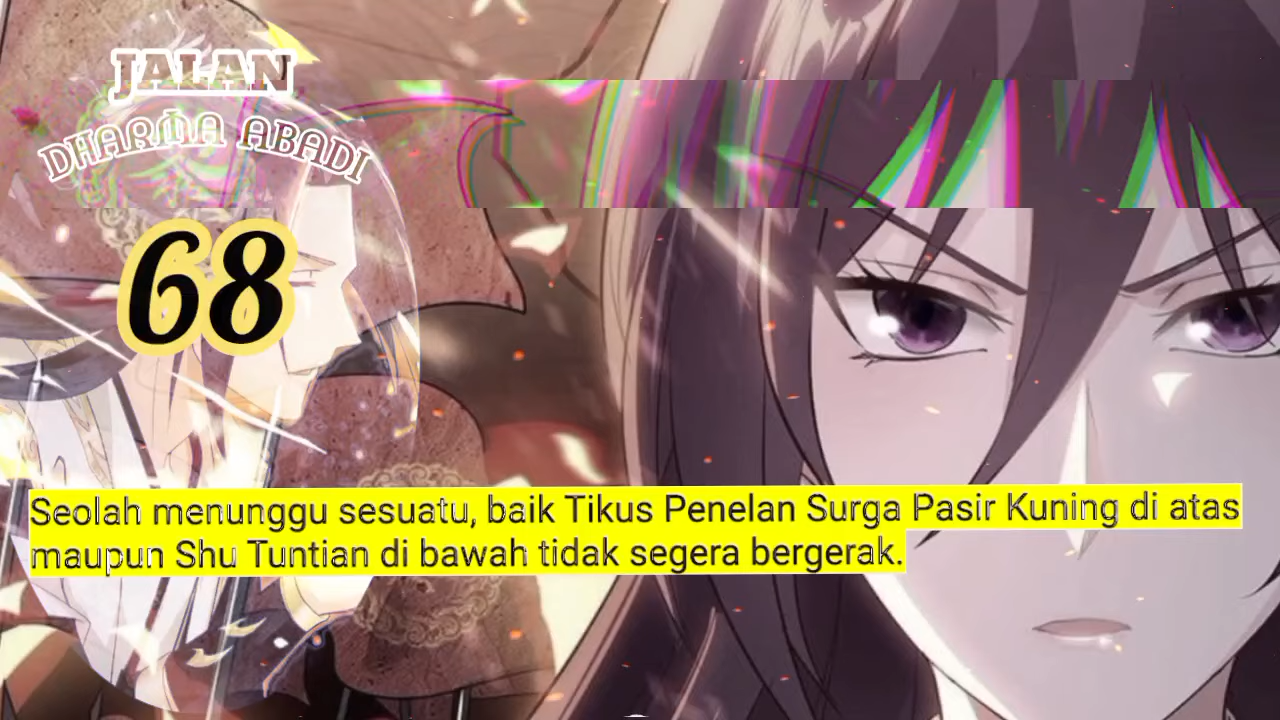 JALAN
DHARMA ABADI
68
Seolah menunggu sesuatu, baik Tikus Penelan Surga Pasir Kuning di atas
maupun Shu Tuntian di bawah tidak segera bergerak.